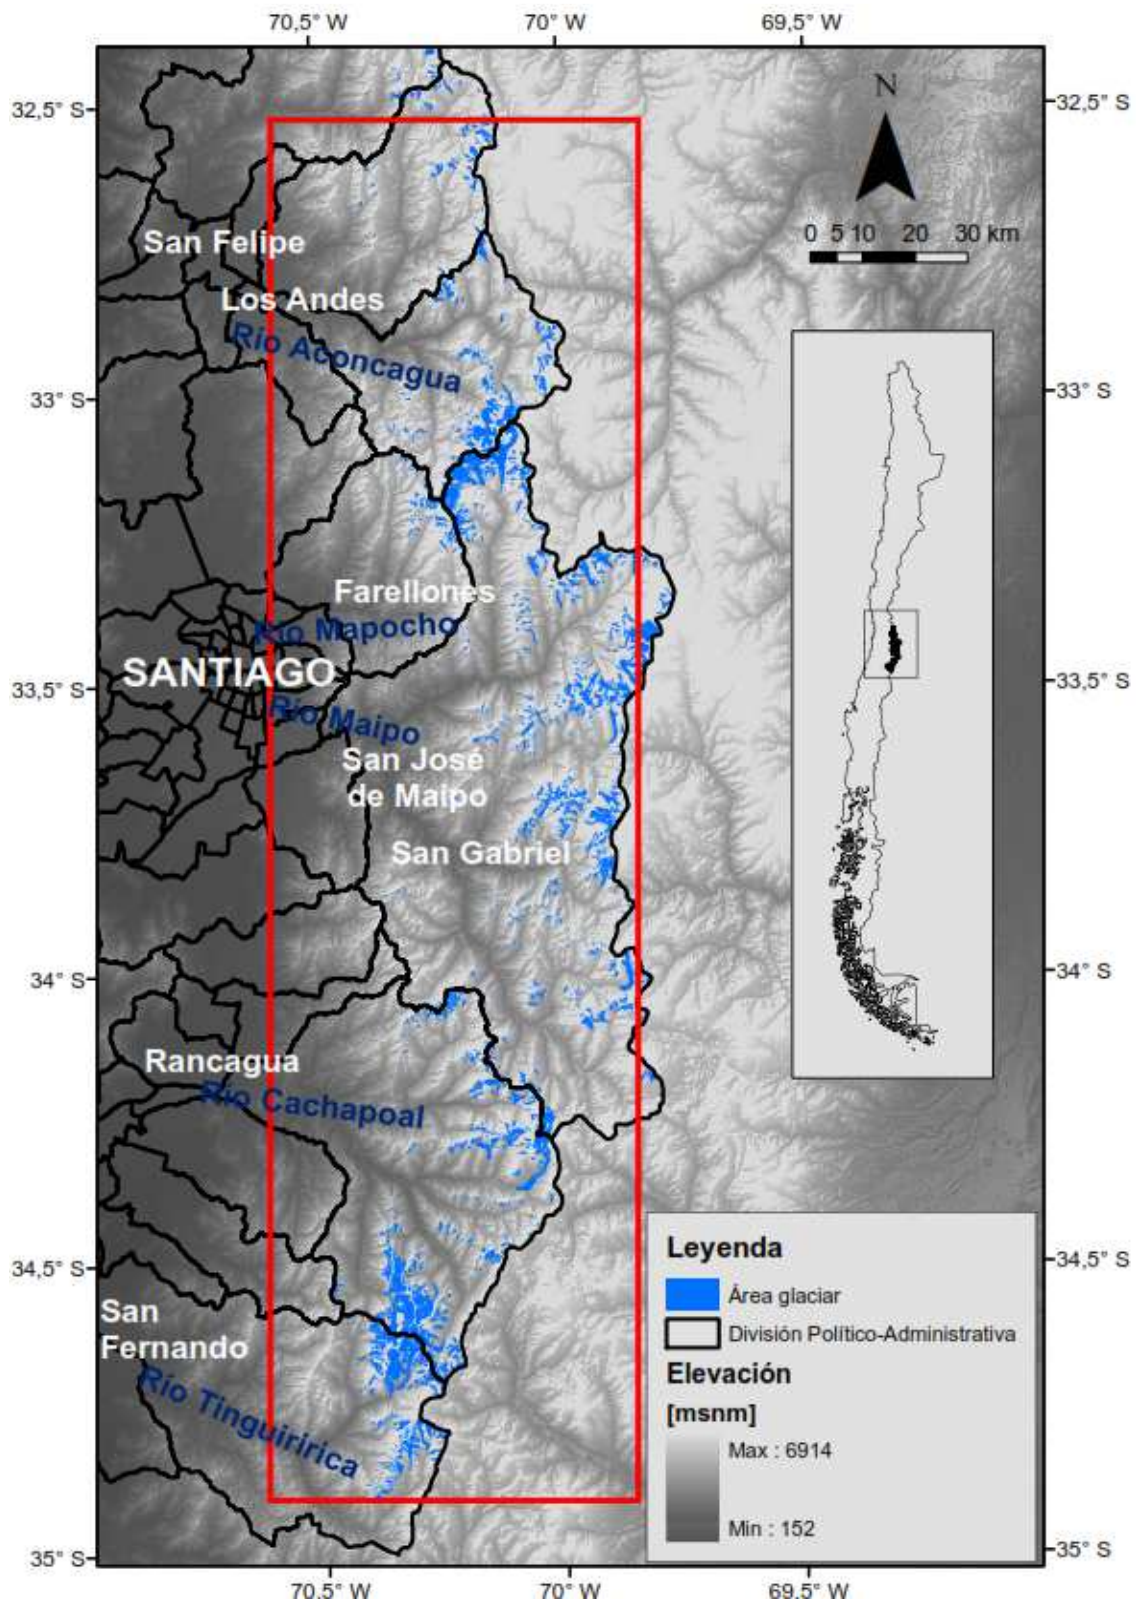 70,5° W
70° W
69,5° W
32,5° S
32,5° S
N
0 5 10 20 30 km
San Felipe
Los Andes
Río Aconcagua
33° S
33° S
Farellones
Río Mapocho
SANTIAGO
33,5° S
33,5° S
Río Maipo
San José
de Maipo
San Gabriel
34° S
34° S
Rancagua
Río Cachapoal
34,5° S
34,5° S
San
Fernando
Río Tinguiririca
Leyenda
Área glaciar
División Político-Administrativa
Elevación
[msnm]
Max : 6914
Min : 152
35° S
35° S
70,5° W
70° W
69,5° W